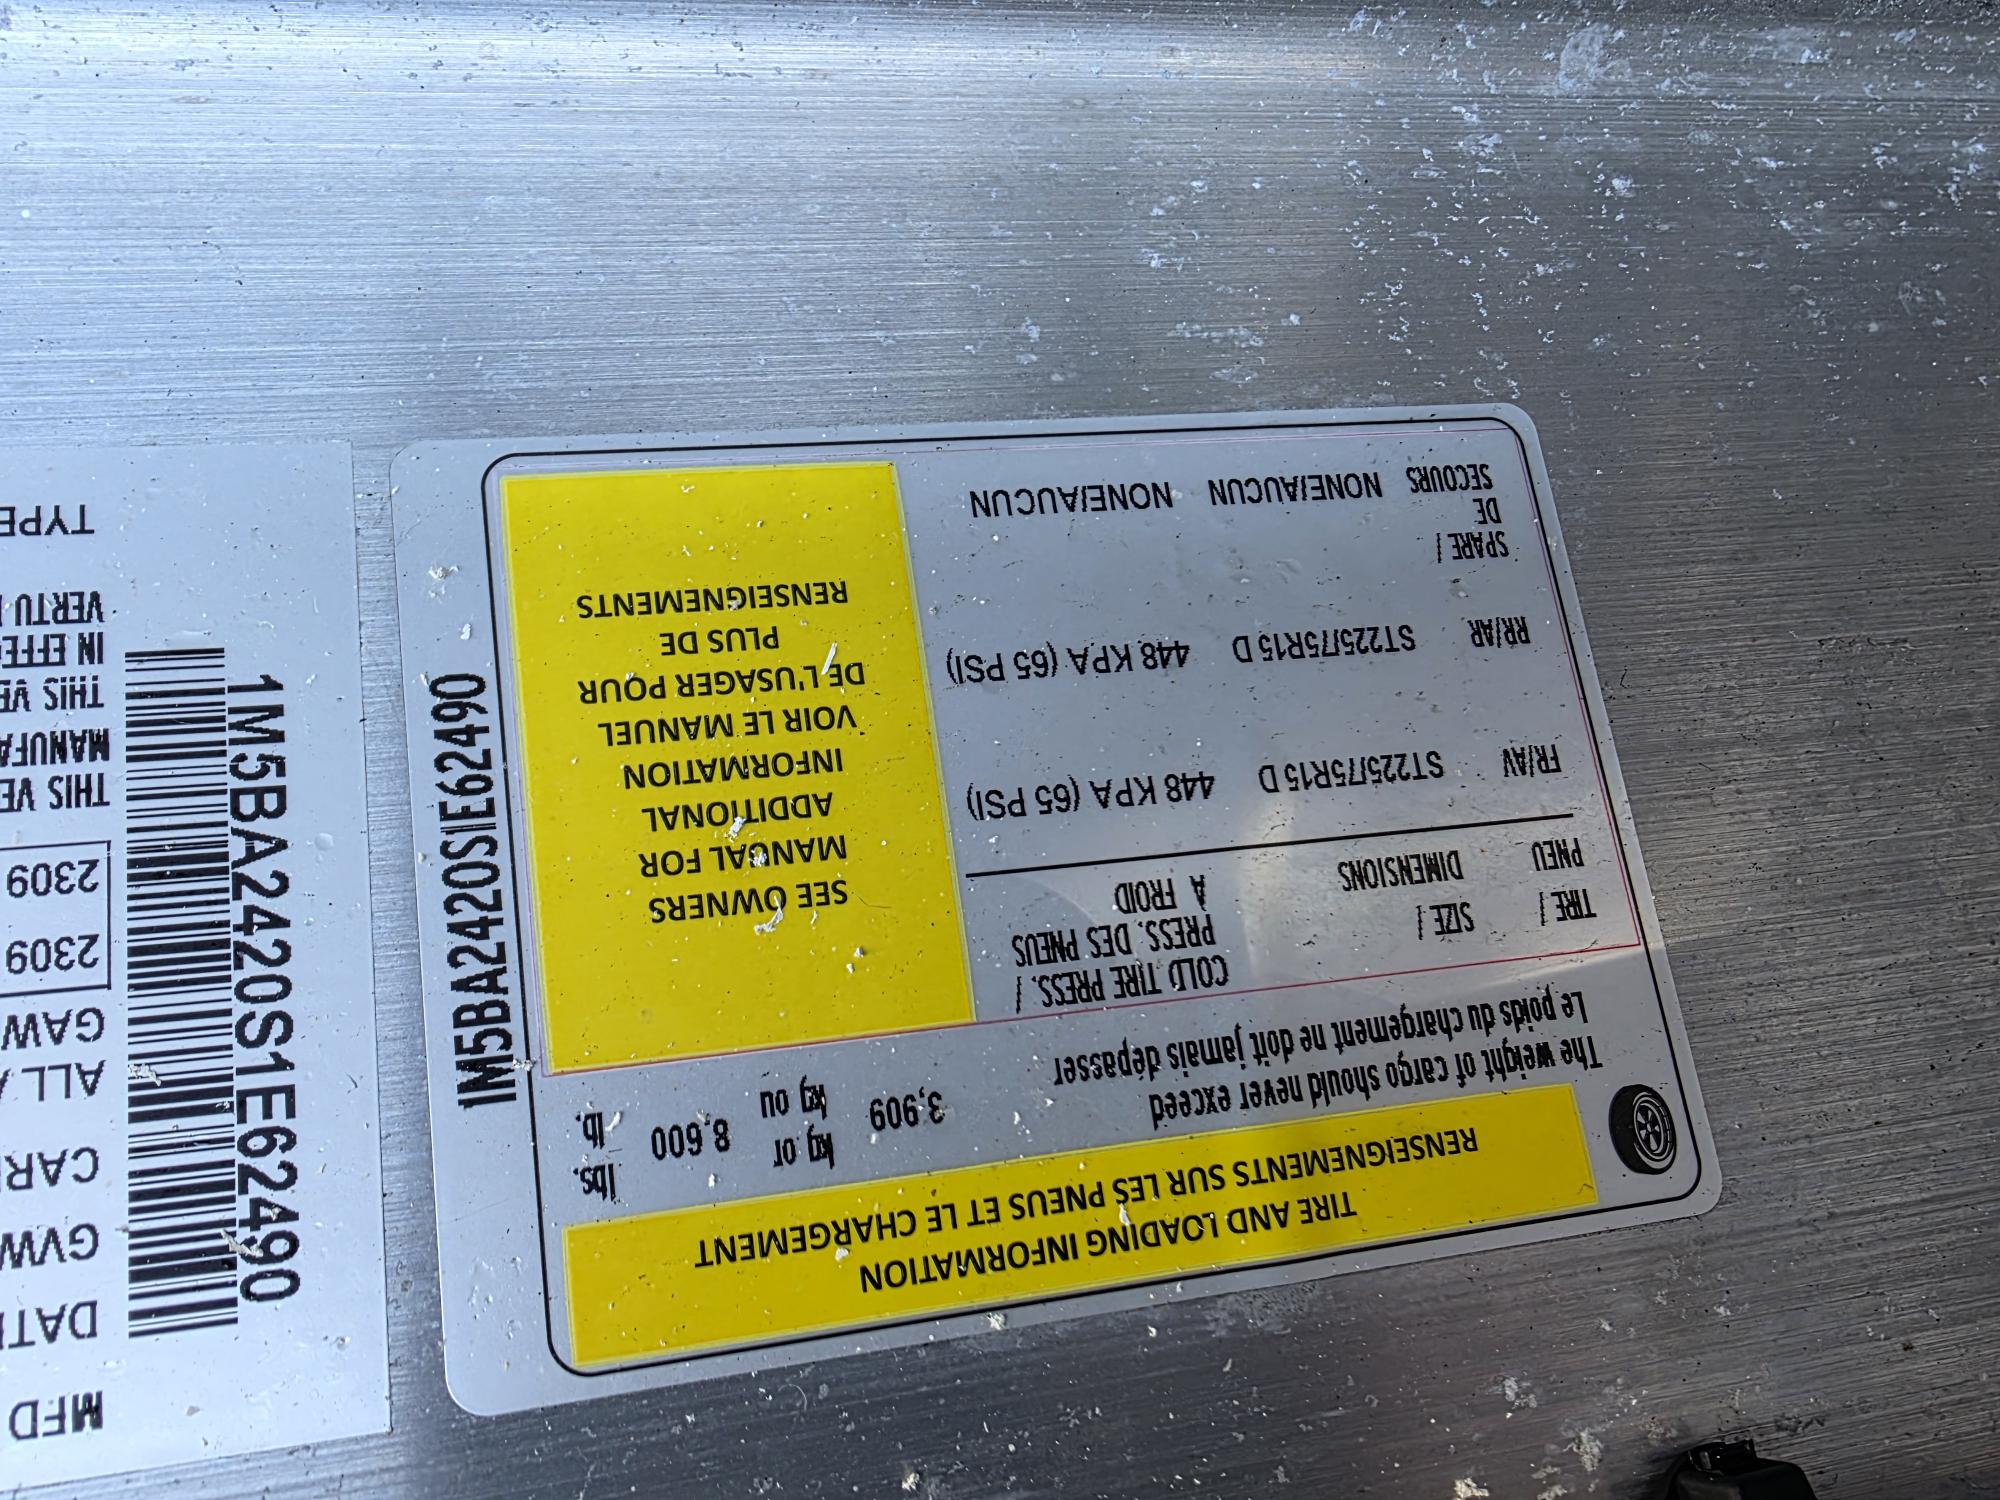 TIRE AND LOADING INFORMATION
RENSEIGNEMENTS SUR LES PNEUS ET LE CHARGEMENT
The weight of cargo should never exceed
Le poids du chargement ne doit jamais dépasser
3,909 kg or 8,600 lbs.
kg ou lb.
TIRE / SIZE / COLD TIRE PRESS. /
PNEU DIMENSIONS PRESS. DES PNEUS
A FROID
FR/AV ST225/75R15 D 448 KPA (65 PSI)
RR/AR ST225/75R15 D 448 KPA (65 PSI)
SPARE /
DE
SECOURS NONE/AUCUN NONE/AUCUN
SEE OWNERS
MANUAL FOR
ADDITIONAL
INFORMATION
VOIR LE MANUEL
DE L'USAGER POUR
PLUS DE
RENSEIGNEMENTS
1M5BA2420S1E62490
1M5BA2420S1E62490
MFD
DAT
GVW
CAR
ALL A
GAW
2309
2309
THIS VE
MANUFA
THIS VE
IN EFFE
VERTU
TYPE